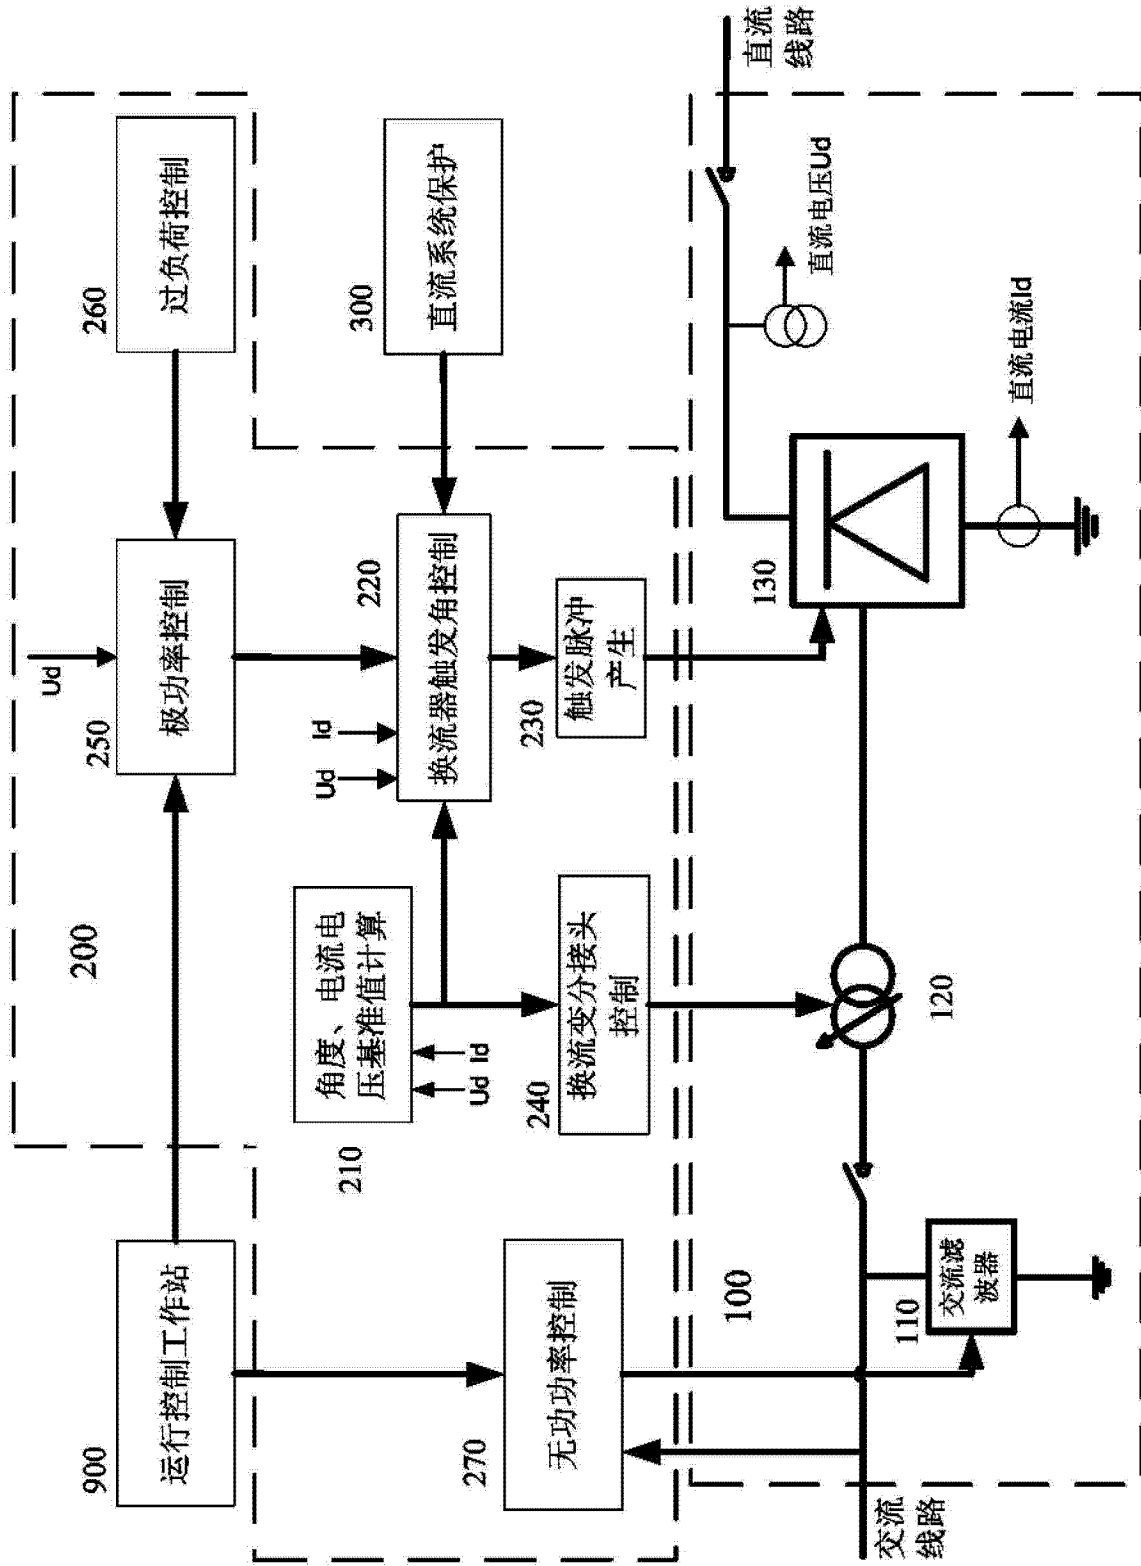 900
运行控制工作站
200
250
极功率控制
Ud
260
过负荷控制
210
角度、电流电
压基准值计算
Ud
Id
Ud
Id
220
换流器触发角控制
300
直流系统保护
270
无功功率控制
240
换流变分接头
控制
230
触发脉冲
产生
100
直流
线路
直流电压Ud
130
交流
线路
110
交流滤
波器
120
直流电流Id